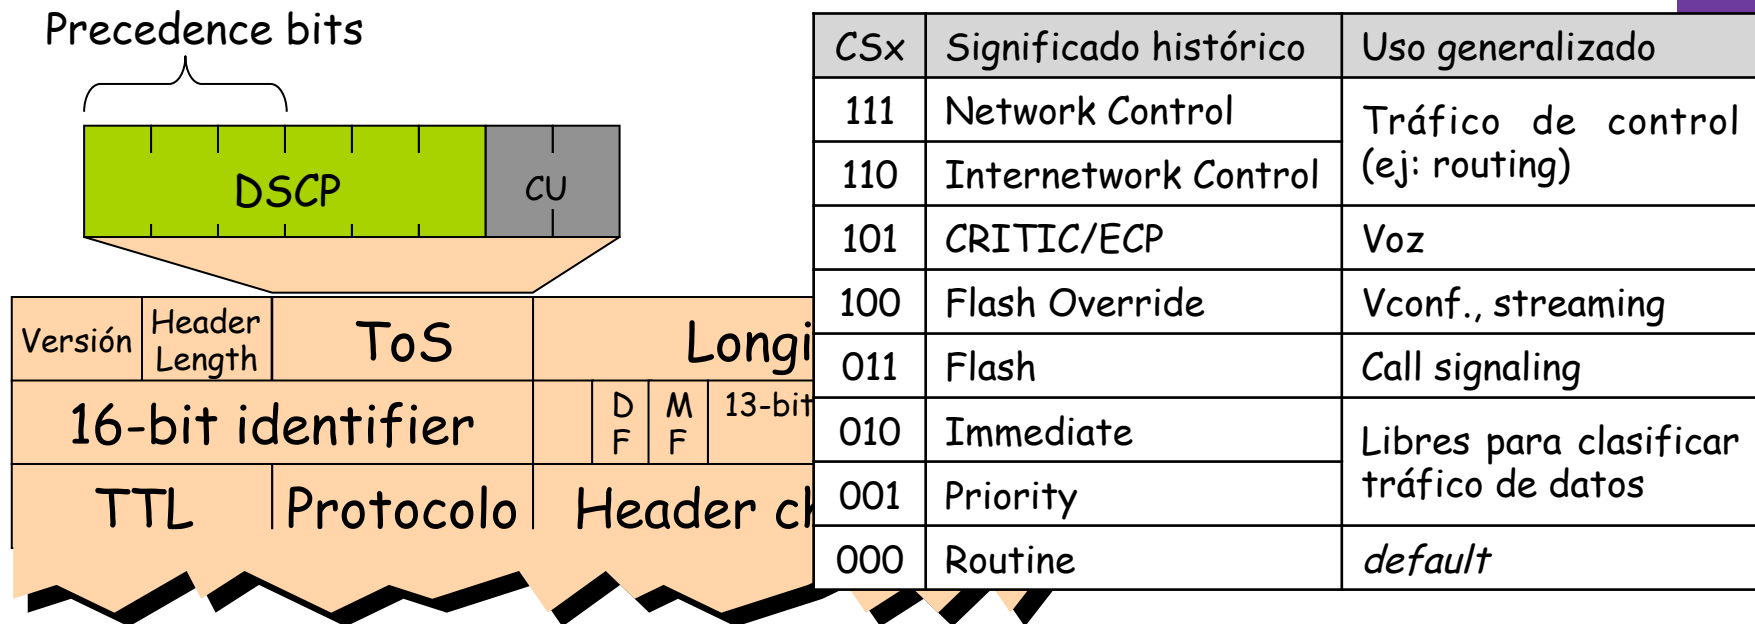 Precedence bits
DSCP
CU
Versión
Header
Length
ToS
Longi
16-bit identifier
D
F
M
F
13-bit
TTL
Protocolo
Header ch
CSx Significado histórico Uso generalizado
111 Network Control
Tráfico de control
(ej: routing)
110 Internetwork Control
101 CRITIC/ECP Voz
100 Flash Override Vconf., streaming
011 Flash Call signaling
010 Immediate
Libres para clasificar
tráfico de datos
001 Priority
000 Routine default